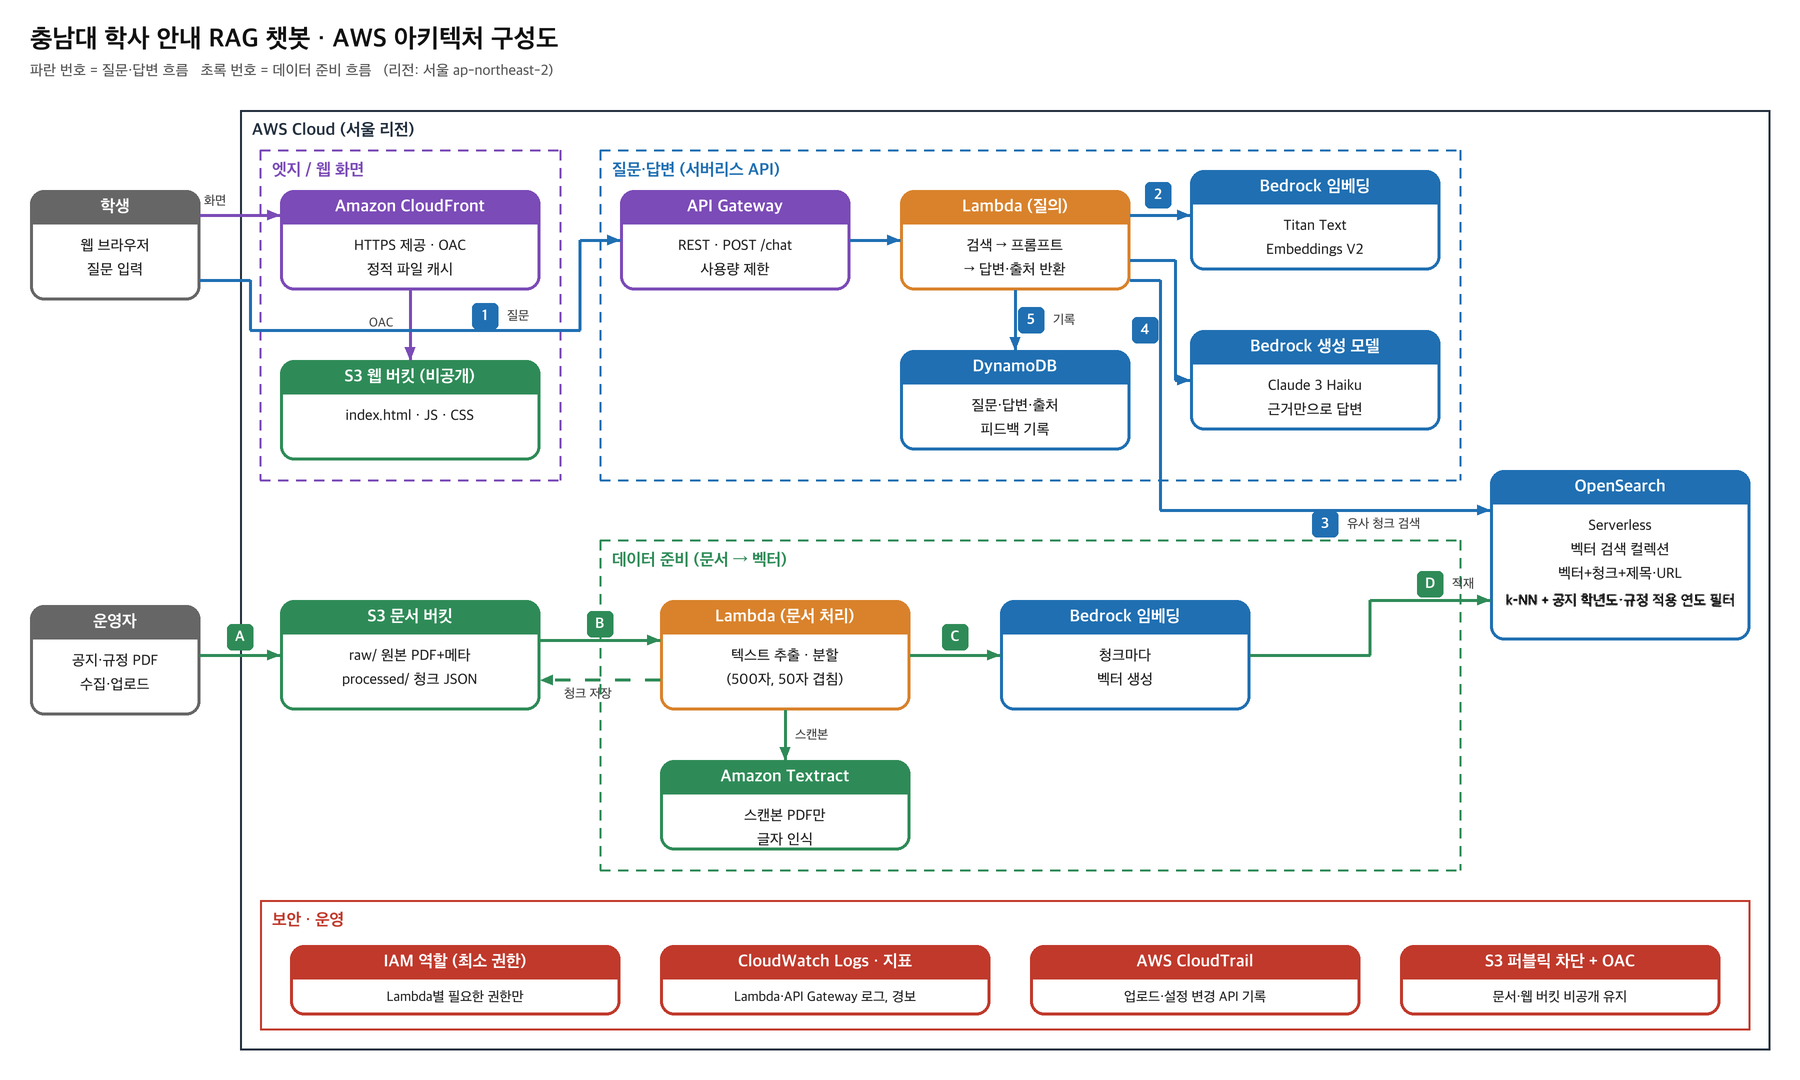 충남대 학사 안내 RAG 챗봇 · AWS 아키텍처 구성도
파란 번호 = 질문·답변 흐름 초록 번호 = 데이터 준비 흐름 (리전: 서울 ap-northeast-2)
AWS Cloud (서울 리전)
엣지 / 웹 화면
질문·답변 (서버리스 API)
학생
웹 브라우저
질문 입력
화면
Amazon CloudFront
HTTPS 제공 · OAC
정적 파일 캐시
OAC
1
질문
S3 웹 버킷 (비공개)
index.html · JS · CSS
API Gateway
REST · POST /chat
사용량 제한
Lambda (질의)
검색 → 프롬프트
→ 답변·출처 반환
2
Bedrock 임베딩
Titan Text
Embeddings V2
5
기록
4
DynamoDB
질문·답변·출처
피드백 기록
Bedrock 생성 모델
Claude 3 Haiku
근거만으로 답변
3
유사 청크 검색
OpenSearch
Serverless
벡터 검색 컬렉션
벡터+청크+제목·URL
k-NN + 공지 학년도·규정 적용 연도 필터
데이터 준비 (문서 → 벡터)
운영자
공지·규정 PDF
수집·업로드
A
S3 문서 버킷
raw/ 원본 PDF+메타
processed/ 청크 JSON
B
청크 저장
Lambda (문서 처리)
텍스트 추출 · 분할
(500자, 50자 겹침)
C
Bedrock 임베딩
청크마다
벡터 생성
D
적재
스캔본
Amazon Textract
스캔본 PDF만
글자 인식
보안 · 운영
IAM 역할 (최소 권한)
Lambda별 필요한 권한만
CloudWatch Logs · 지표
Lambda·API Gateway 로그, 경보
AWS CloudTrail
업로드·설정 변경 API 기록
S3 퍼블릭 차단 + OAC
문서·웹 버킷 비공개 유지